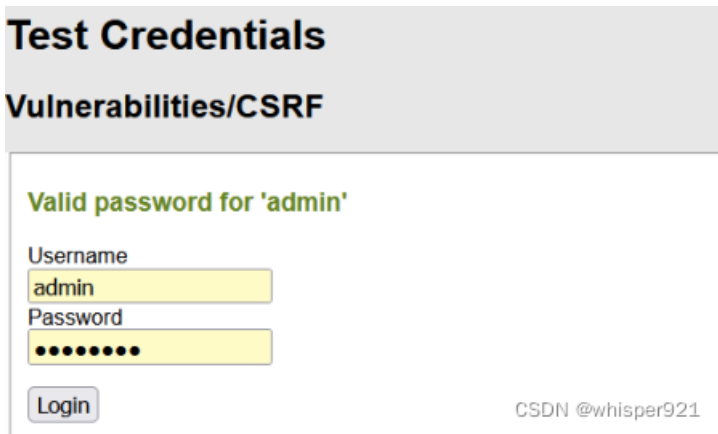 Test Credentials
Vulnerabilities/CSRF
Valid password for 'admin'
Username
admin
Password
●●●●●●●●
Login
CSDN @whisper921